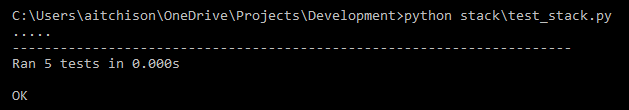 C:\Users\aitchison\OneDrive\Projects\Development>python stack\test_stack.py
.....
----------------------------------------------------------------------
Ran 5 tests in 0.000s
OK